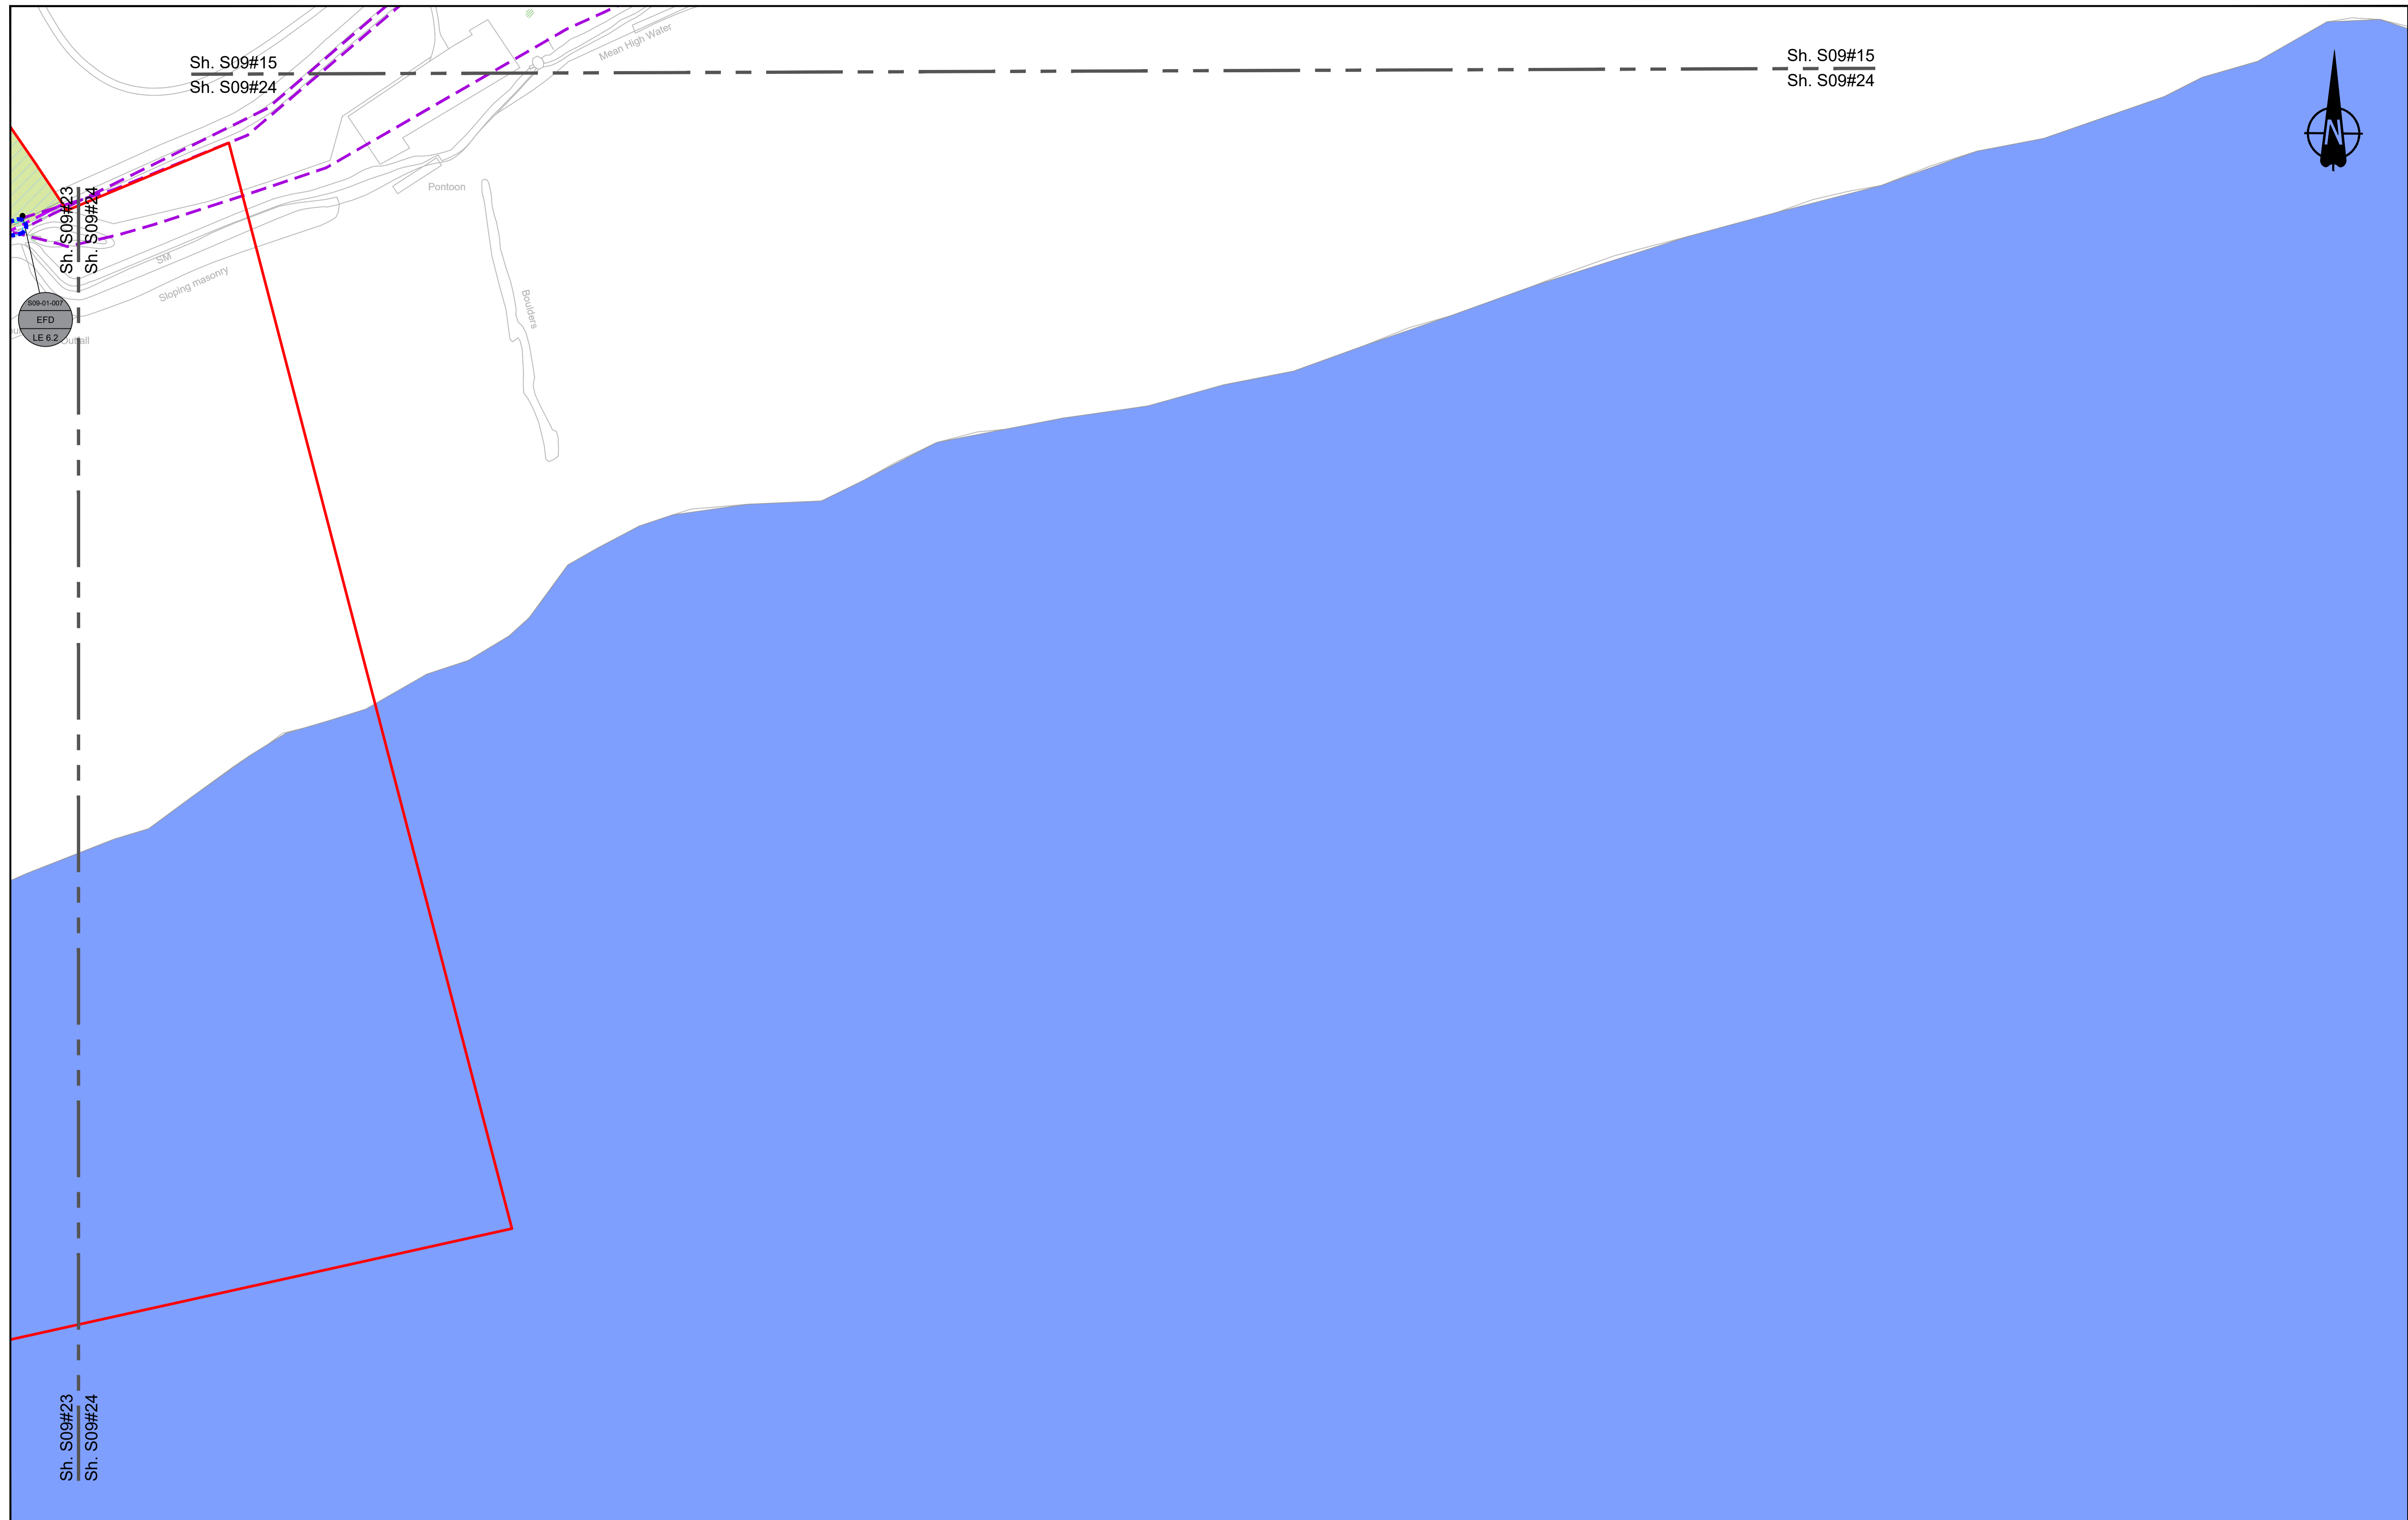 Sh. S09#15
Sh. S09#24
Sh. S09#15
Sh. S09#24
Mean High Water
N
Pontoon
Sh. S09#23
Sh. S09#24
SM
Sloping masonry
Boulders
S09-01-007
EFD
LE 6.2
Sh. S09#23
Sh. S09#24